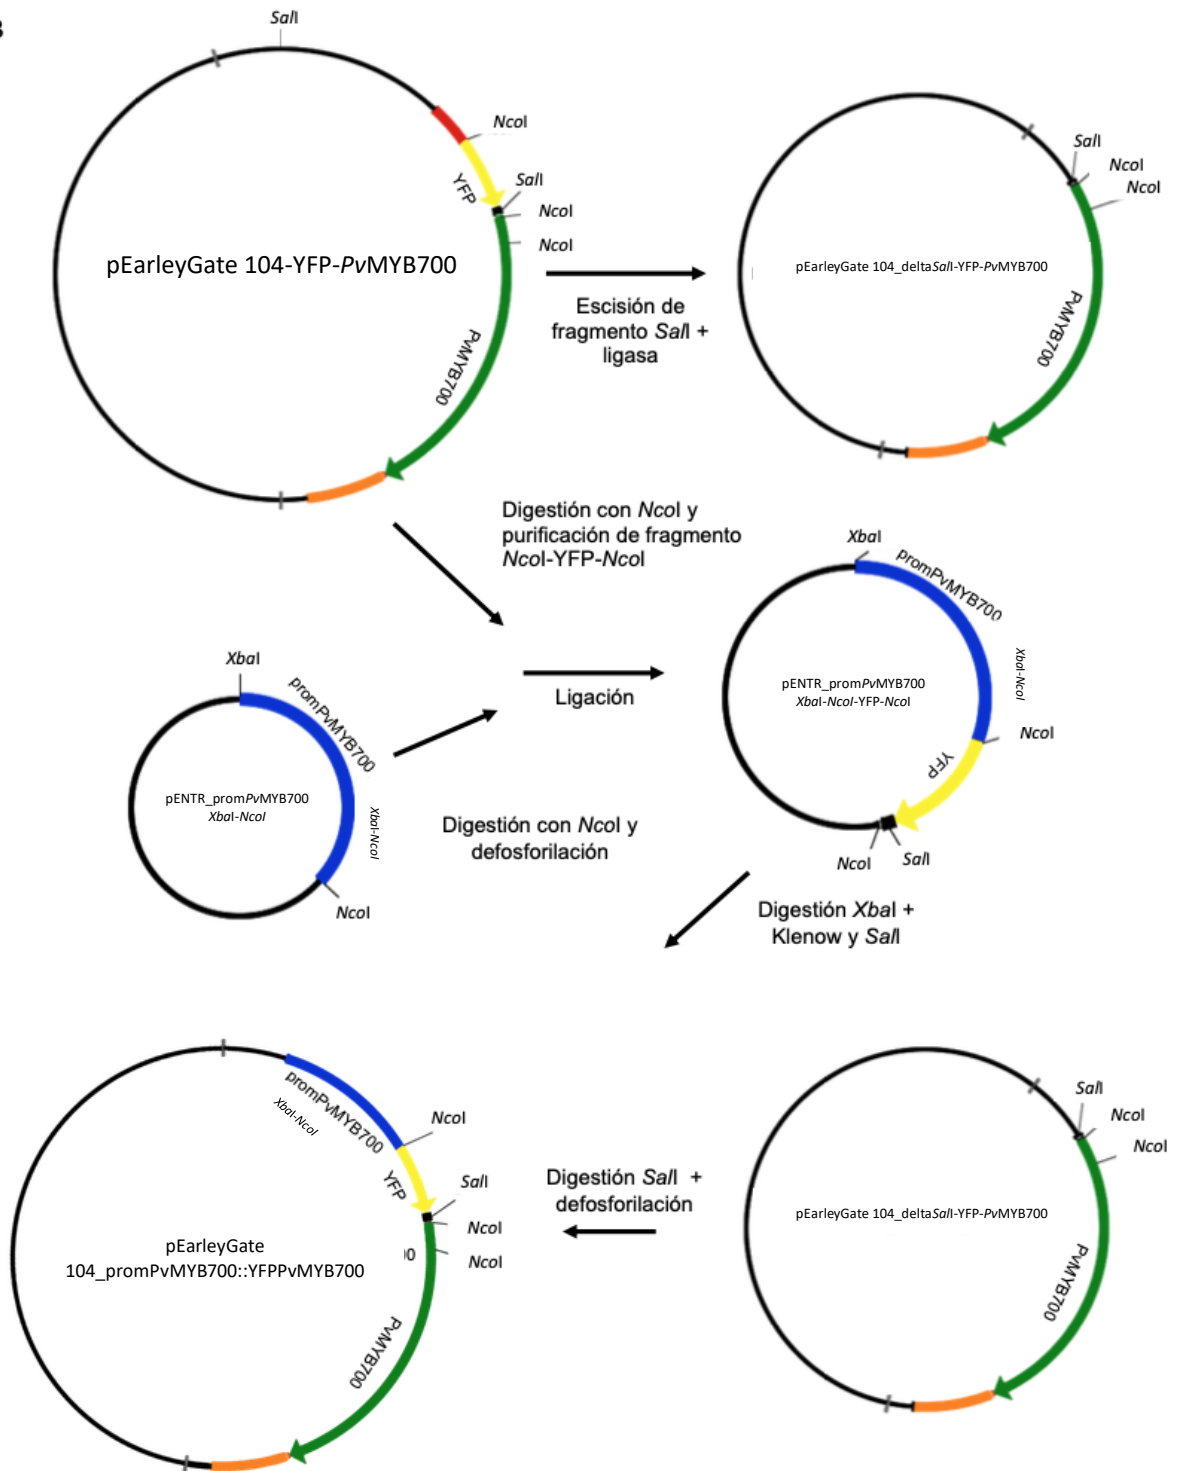 SalI
NcoI
YFP
SalI
NcoI
NcoI
pEarleyGate 104-YFP-PvMYB700
PvMYB700
Escisión de
fragmento SalI +
ligasa
SalI
NcoI
NcoI
pEarleyGate 104_deltaSalI-YFP-PvMYB700
PvMYB700
Digestión con NcoI y
purificación de fragmento
NcoI-YFP-NcoI
XbaI
promPvMYB700
pENTR_promPvMYB700
XbaI-NcoI
XbaI-NcoI
NcoI
Ligación
Digestión con NcoI y
defosforilación
XbaI
promPvMYB700
pENTR_promPvMYB700
XbaI-NcoI-YFP-NcoI
XbaI-NcoI
NcoI
YFP
NcoI
SalI
Digestión XbaI +
Klenow y SalI
promPvMYB700
XbaI-NcoI
NcoI
YFP
SalI
NcoI
NcoI
pEarleyGate
104_promPvMYB700::YFPPvMYB700
PvMYB700
Digestión SalI +
defosforilación
SalI
NcoI
NcoI
pEarleyGate 104_deltaSalI-YFP-PvMYB700
PvMYB700